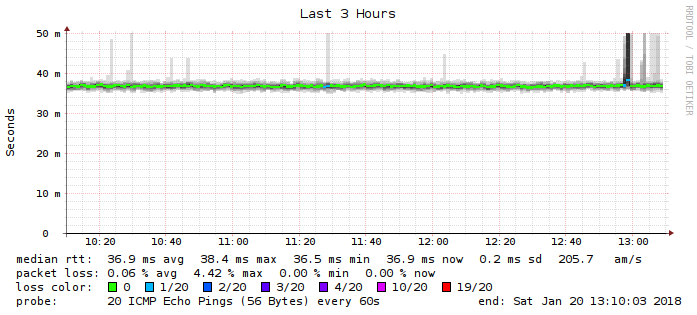 Last 3 Hours
RRDTOOL / TOBI OETIKER
Seconds
50 m
40 m
30 m
20 m
10 m
0
10:20 10:40 11:00 11:20 11:40 12:00 12:20 12:40 13:00
median rtt: 36.9 ms avg 38.4 ms max 36.5 ms min 36.9 ms now 0.2 ms sd 205.7 am/s
packet loss: 0.06 % avg 4.42 % max 0.00 % min 0.00 % now
loss color: 0 1/20 2/20 3/20 4/20 10/20 19/20
probe: 20 ICMP Echo Pings (56 Bytes) every 60s end: Sat Jan 20 13:10:03 2018